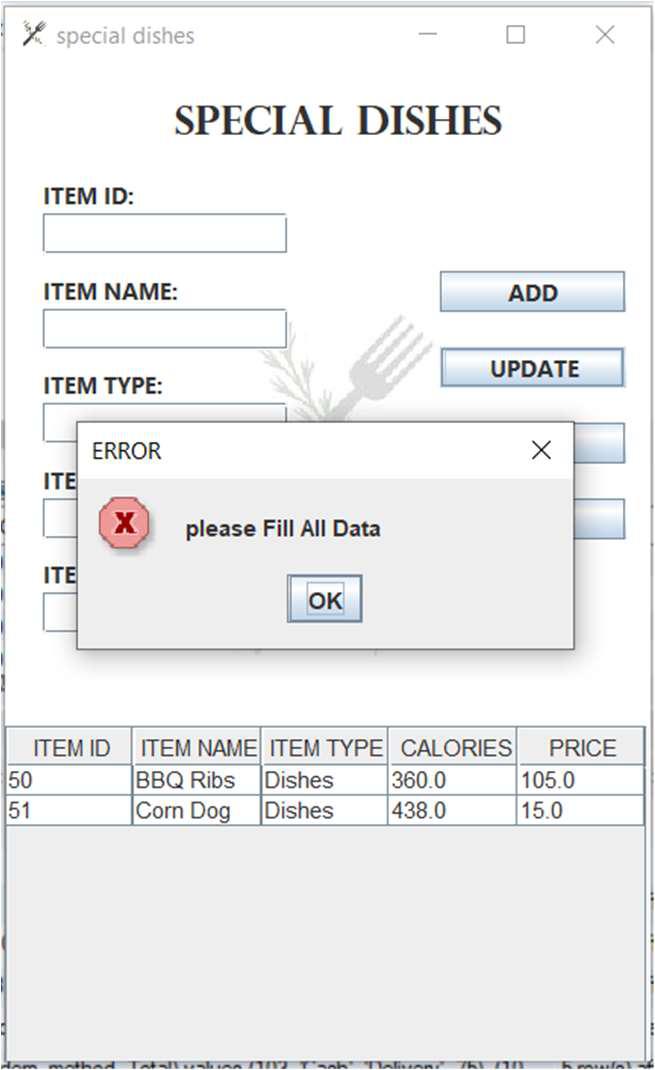 special dishes
SPECIAL DISHES
ITEM ID:
ITEM NAME:
ADD
UPDATE
ITEM TYPE:
ERROR
ITE
please Fill All Data
ITE
OK
ITEM ID ITEM NAME ITEM TYPE CALORIES PRICE
50 BBQ Ribs Dishes 360.0 105.0
51 Corn Dog Dishes 438.0 15.0